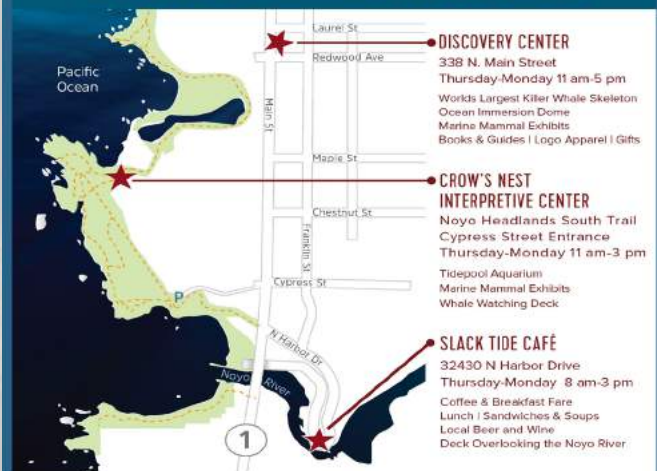 Pacific
Ocean
Laurel St
Redwood Ave
Main St
Maple St
Chestnut St
Franklin St
Cypress St
P
N Harbor Dr
Noyo River
1
DISCOVERY CENTER
338 N. Main Street
Thursday-Monday 11 am-5 pm
Worlds Largest Killer Whale Skeleton
Ocean Immersion Dome
Marine Mammal Exhibits
Books & Guides | Logo Apparel | Gifts
CROW'S NEST
INTERPRETIVE CENTER
Noyo Headlands South Trail
Cypress Street Entrance
Thursday-Monday 11 am-3 pm
Tidepool Aquarium
Marine Mammal Exhibits
Whale Watching Deck
SLACK TIDE CAFÉ
32430 N Harbor Drive
Thursday-Monday 8 am-3 pm
Coffee & Breakfast Fare
Lunch | Sandwiches & Soups
Local Beer and Wine
Deck Overlooking the Noyo River